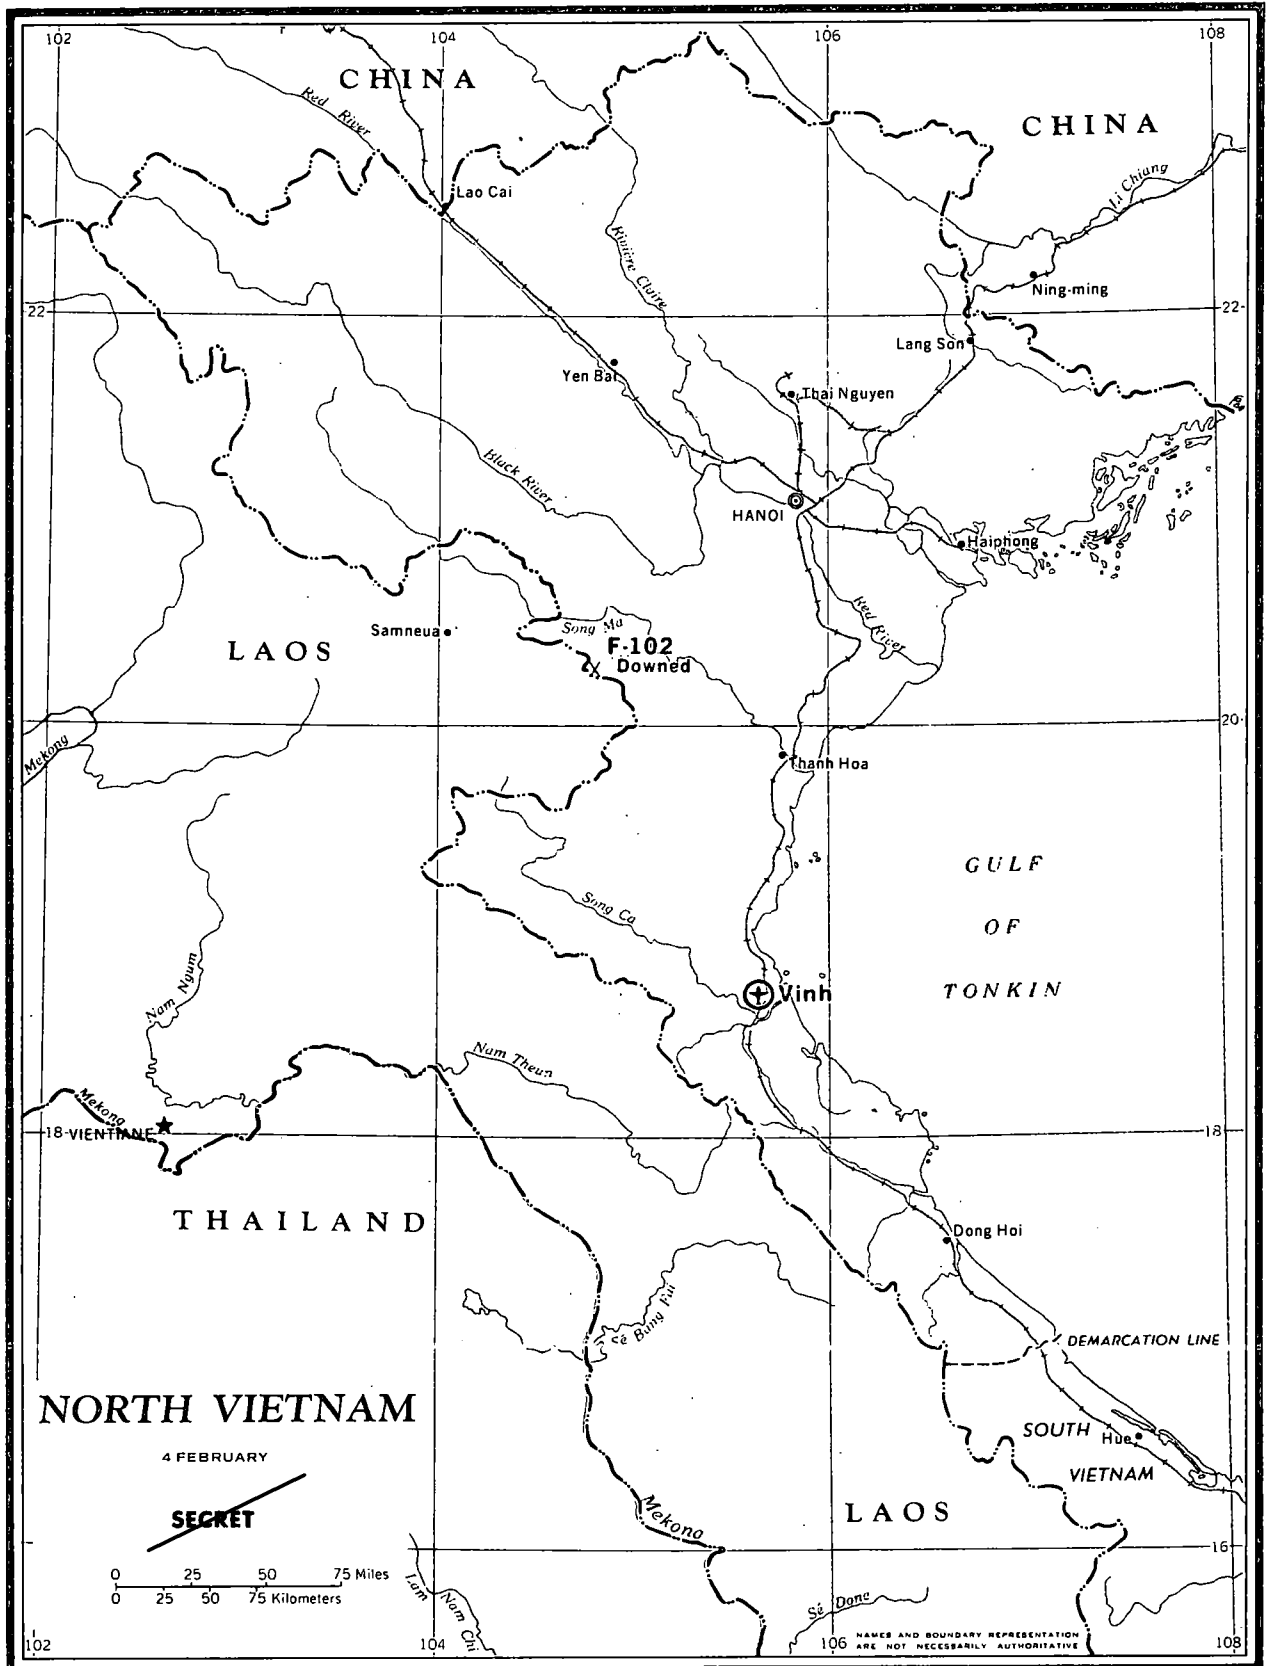 102
104
106
108
CHINA
Red River
CHINA
Lao Cai
Li Chiang
Rivière Claire
Ning-ming
22
22
Lang Son
Yen Bai
Thai Nguyen
Black River
HANOI
Haiphong
Red River
Samneua
Song Ma
LAOS
F-102
Downed
20
Mekong
Thanh Hoa
GULF
OF
TONKIN
Song Ca
Nam Ngum
Vinh
Nam Theun
Mekong
18
VIENTIANE
18
THAILAND
Dong Hoi
Sé Bang Fai
DEMARCATION LINE
NORTH VIETNAM
4 FEBRUARY
SECRET
SOUTH
Hue
VIETNAM
Mekong
LAOS
16
0 25 50 75 Miles
0 25 50 75 Kilometers
Lam
Nam Chi
Sé Done
NAMES AND BOUNDARY REPRESENTATION
ARE NOT NECESSARILY AUTHORITATIVE
102
104
106
108